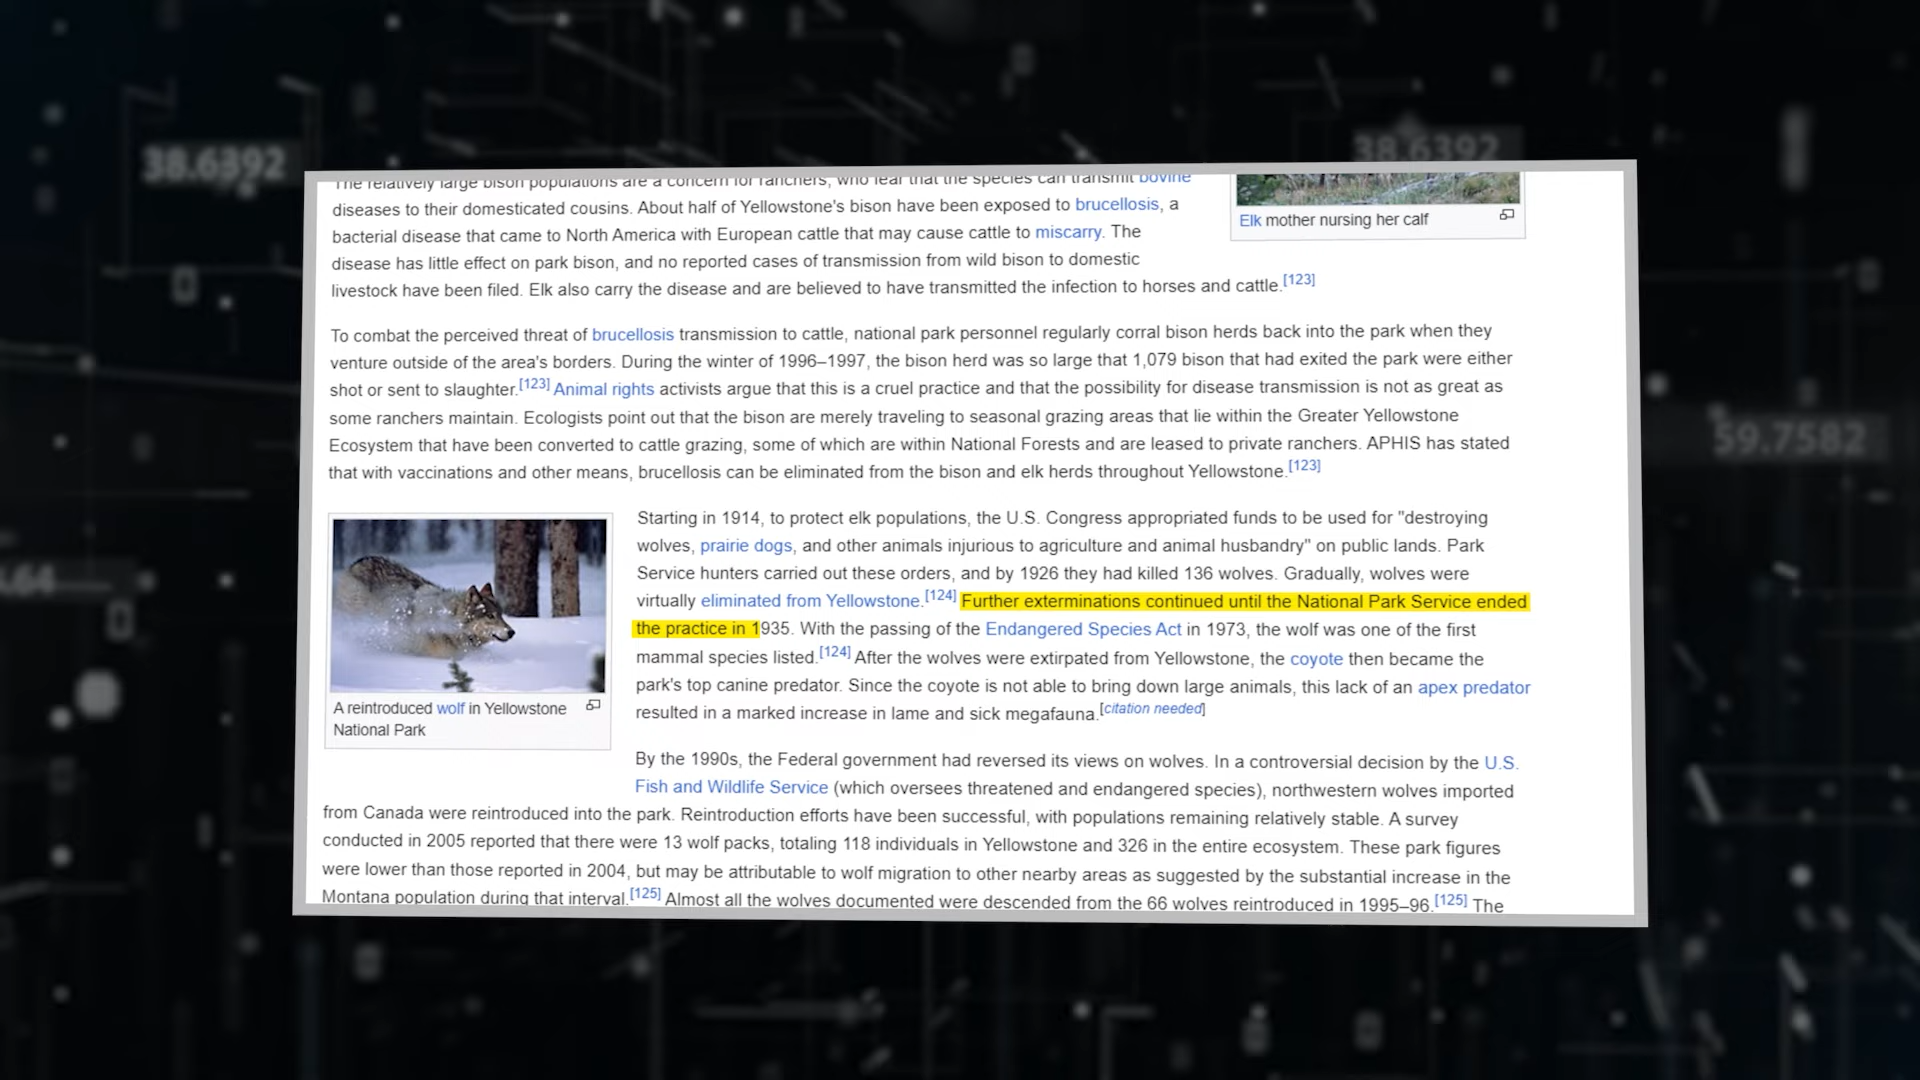 38.6392
38.6392
59.7582
.64
The relatively large bison populations are a concern for ranchers, who fear that the species can transmit bovine
diseases to their domesticated cousins. About half of Yellowstone's bison have been exposed to brucellosis, a
bacterial disease that came to North America with European cattle that may cause cattle to miscarry. The
disease has little effect on park bison, and no reported cases of transmission from wild bison to domestic
livestock have been filed. Elk also carry the disease and are believed to have transmitted the infection to horses and cattle.[123]
Elk mother nursing her calf
To combat the perceived threat of brucellosis transmission to cattle, national park personnel regularly corral bison herds back into the park when they
venture outside of the area's borders. During the winter of 1996–1997, the bison herd was so large that 1,079 bison that had exited the park were either
shot or sent to slaughter.[123] Animal rights activists argue that this is a cruel practice and that the possibility for disease transmission is not as great as
some ranchers maintain. Ecologists point out that the bison are merely traveling to seasonal grazing areas that lie within the Greater Yellowstone
Ecosystem that have been converted to cattle grazing, some of which are within National Forests and are leased to private ranchers. APHIS has stated
that with vaccinations and other means, brucellosis can be eliminated from the bison and elk herds throughout Yellowstone.[123]
Starting in 1914, to protect elk populations, the U.S. Congress appropriated funds to be used for "destroying
wolves, prairie dogs, and other animals injurious to agriculture and animal husbandry" on public lands. Park
Service hunters carried out these orders, and by 1926 they had killed 136 wolves. Gradually, wolves were
virtually eliminated from Yellowstone.[124] Further exterminations continued until the National Park Service ended
the practice in 1935. With the passing of the Endangered Species Act in 1973, the wolf was one of the first
mammal species listed.[124] After the wolves were extirpated from Yellowstone, the coyote then became the
park's top canine predator. Since the coyote is not able to bring down large animals, this lack of an apex predator
resulted in a marked increase in lame and sick megafauna.[citation needed]
A reintroduced wolf in Yellowstone
National Park
By the 1990s, the Federal government had reversed its views on wolves. In a controversial decision by the U.S.
Fish and Wildlife Service (which oversees threatened and endangered species), northwestern wolves imported
from Canada were reintroduced into the park. Reintroduction efforts have been successful, with populations remaining relatively stable. A survey
conducted in 2005 reported that there were 13 wolf packs, totaling 118 individuals in Yellowstone and 326 in the entire ecosystem. These park figures
were lower than those reported in 2004, but may be attributable to wolf migration to other nearby areas as suggested by the substantial increase in the
Montana population during that interval.[125] Almost all the wolves documented were descended from the 66 wolves reintroduced in 1995–96.[125] The